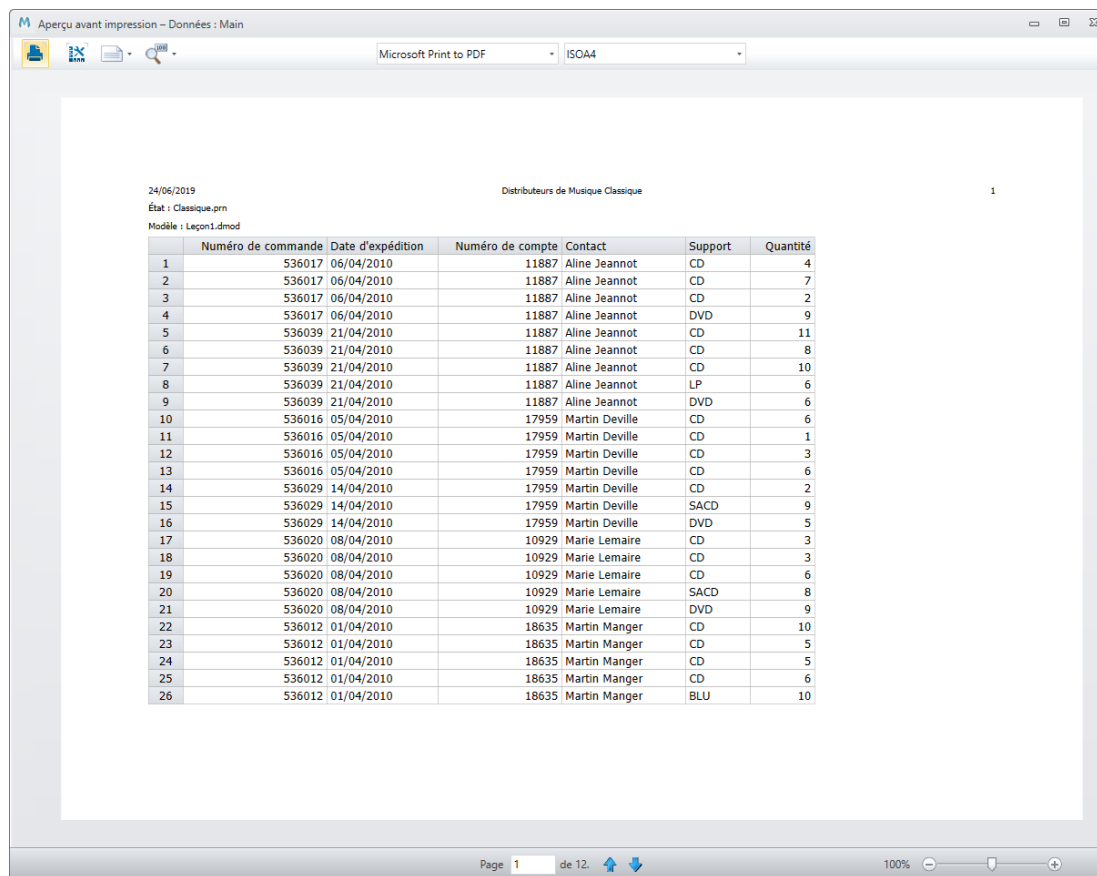 Aperçu avant impression – Données : Main
Microsoft Print to PDF ISOA4
24/06/2019 Distributeurs de Musique Classique 1
État : Classique.prn
Modèle : Leçon1.dmod
Numéro de commande Date d'expédition Numéro de compte Contact Support Quantité
1 536017 06/04/2010 11887 Aline Jeannot CD 4
2 536017 06/04/2010 11887 Aline Jeannot CD 7
3 536017 06/04/2010 11887 Aline Jeannot CD 2
4 536017 06/04/2010 11887 Aline Jeannot DVD 9
5 536039 21/04/2010 11887 Aline Jeannot CD 11
6 536039 21/04/2010 11887 Aline Jeannot CD 8
7 536039 21/04/2010 11887 Aline Jeannot CD 10
8 536039 21/04/2010 11887 Aline Jeannot LP 6
9 536039 21/04/2010 11887 Aline Jeannot DVD 6
10 536016 05/04/2010 17959 Martin Deville CD 6
11 536016 05/04/2010 17959 Martin Deville CD 1
12 536016 05/04/2010 17959 Martin Deville CD 3
13 536016 05/04/2010 17959 Martin Deville CD 6
14 536029 14/04/2010 17959 Martin Deville CD 2
15 536029 14/04/2010 17959 Martin Deville SACD 9
16 536029 14/04/2010 17959 Martin Deville DVD 5
17 536020 08/04/2010 10929 Marie Lemaire CD 3
18 536020 08/04/2010 10929 Marie Lemaire CD 3
19 536020 08/04/2010 10929 Marie Lemaire CD 6
20 536020 08/04/2010 10929 Marie Lemaire SACD 8
21 536020 08/04/2010 10929 Marie Lemaire DVD 9
22 536012 01/04/2010 18635 Martin Manger CD 10
23 536012 01/04/2010 18635 Martin Manger CD 5
24 536012 01/04/2010 18635 Martin Manger CD 5
25 536012 01/04/2010 18635 Martin Manger CD 6
26 536012 01/04/2010 18635 Martin Manger BLU 10
Page 1 de 12. 100%